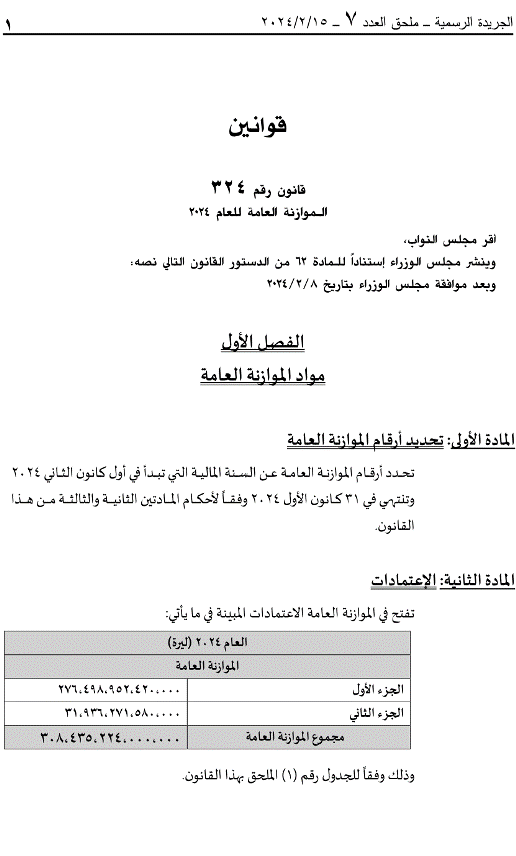 الجريدة الرسمية – ملحق العدد ٧ – ٢٠٢٤/٢/١٥ ١
قوانين
قانون رقم ٣٢٤
الموازنة العامة للعام ٢٠٢٤
أقر مجلس النواب،
وينشر مجلس الوزراء إستناداً للمادة ٦٢ من الدستور القانون التالي نصه:
وبعد موافقة مجلس الوزراء بتاريخ ٢٠٢٤/٢/٨
الفصل الأول
مواد الموازنة العامة
المادة الأولى: تحديد أرقام الموازنة العامة
تحدد أرقام الموازنة العامة عن السنة المالية التي تبدأ في أول كانون الثاني ٢٠٢٤
وتنتهي في ٣١ كانون الأول ٢٠٢٤ وفقاً لأحكام المادتين الثانية والثالثة من هذا
القانون.
المادة الثانية: الإعتمادات
تفتح في الموازنة العامة الاعتمادات المبينة في ما يأتي:
العام ٢٠٢٤ (ليرة)
الموازنة العامة
الجزء الأول ٢٧٦،٤٩٨،٩٥٢،٤٢٠،٠٠٠
الجزء الثاني ٣١،٩٣٦،٢٧١،٥٨٠،٠٠٠
مجموع الموازنة العامة ٣٠٨،٤٣٥،٢٢٤،٠٠٠،٠٠٠
وذلك وفقاً للجدول رقم (١) الملحق بهذا القانون.